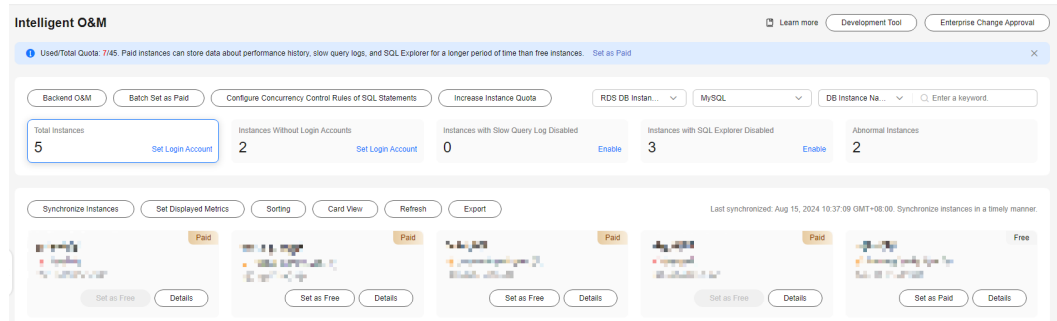 Intelligent O&M
Learn more
Development Tool
Enterprise Change Approval
Used/Total Quota: 7/45. Paid instances can store data about performance history, slow query logs, and SQL Explorer for a longer period of time than free instances. Set as Paid
Backend O&M
Batch Set as Paid
Configure Concurrency Control Rules of SQL Statements
Increase Instance Quota
RDS DB Instan...
MySQL
DB Instance Na...
Enter a keyword.
Total Instances
5
Set Login Account
Instances Without Login Accounts
2
Set Login Account
Instances with Slow Query Log Disabled
0
Enable
Instances with SQL Explorer Disabled
3
Enable
Abnormal Instances
2
Synchronize Instances
Set Displayed Metrics
Sorting
Card View
Refresh
Export
Last synchronized: Aug 15, 2024 10:37:09 GMT+08:00. Synchronize instances in a timely manner.
Paid
Set as Free
Details
Paid
Set as Free
Details
Paid
Set as Free
Details
Paid
Set as Free
Details
Free
Set as Paid
Details